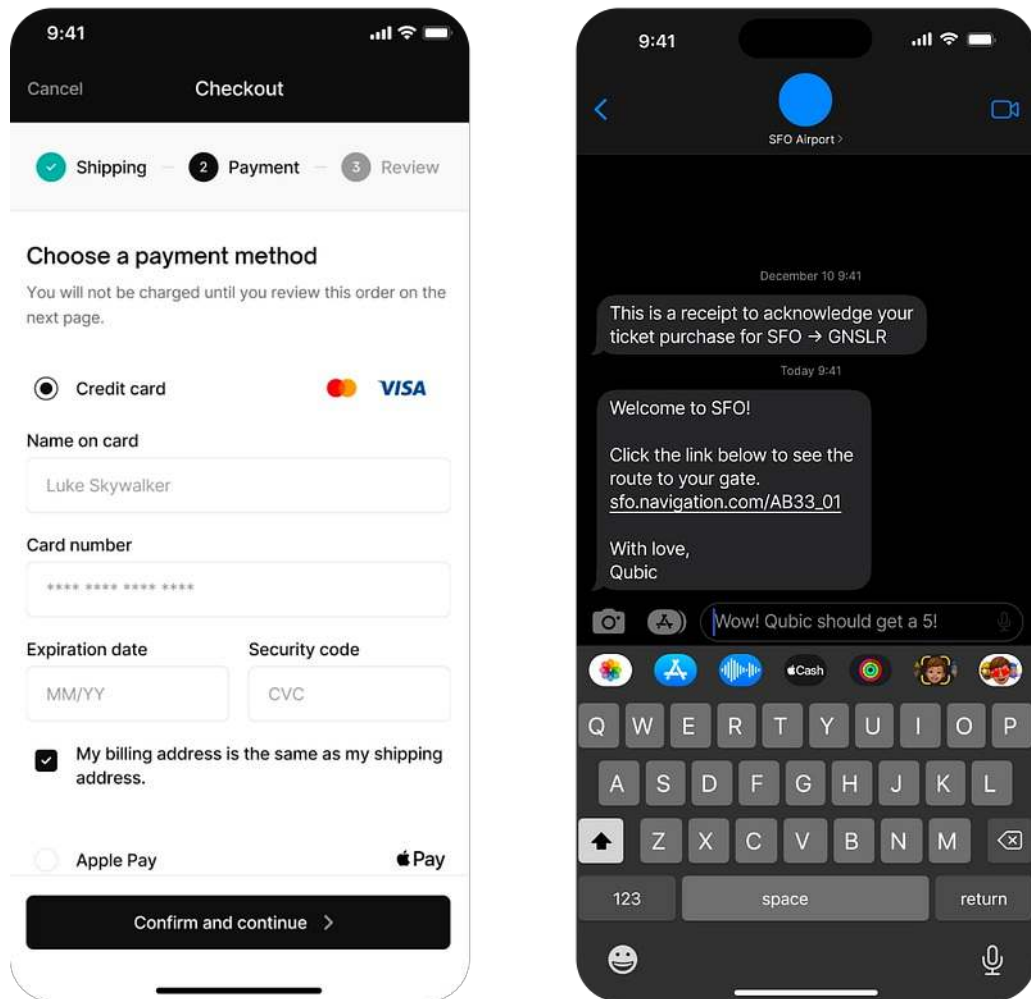 9:41
Cancel Checkout
Shipping 2 Payment 3 Review
Choose a payment method
You will not be charged until you review this order on the
next page.
Credit card VISA
Name on card
Luke Skywalker
Card number
**** **** **** ****
Expiration date Security code
MM/YY CVC
My billing address is the same as my shipping
address.
Apple Pay Pay
Confirm and continue >
9:41
SFO Airport >
December 10 9:41
This is a receipt to acknowledge your
ticket purchase for SFO → GNSLR
Today 9:41
Welcome to SFO!
Click the link below to see the
route to your gate.
sfo.navigation.com/AB33_01
With love,
Qubic
Wow! Qubic should get a 5!
Cash
Q W E R T Y U I O P
A S D F G H J K L
Z X C V B N M
123 space return